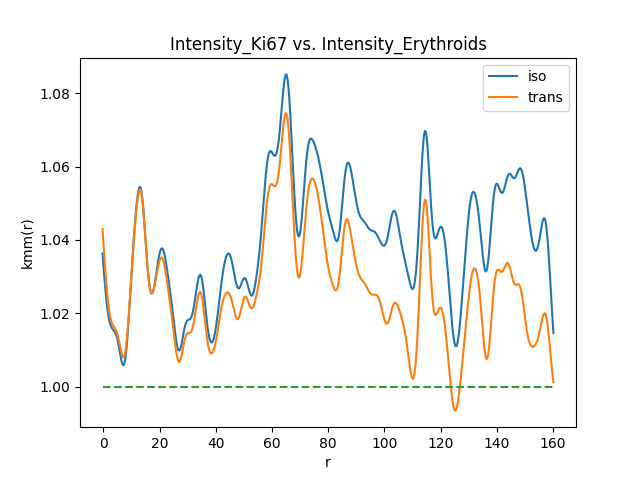 Intensity_Ki67 vs. Intensity_Erythroids
iso
trans
kmm(r)
1.08
1.06
1.04
1.02
1.00
0 20 40 60 80 100 120 140 160
r